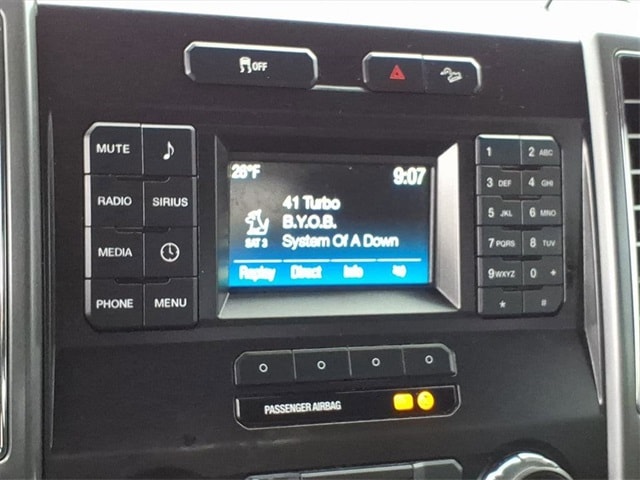 OFF
MUTE
RADIO SIRIUS
MEDIA
PHONE MENU
26°F 9:07
41 Turbo
B.Y.O.B.
SAT 3 System Of A Down
Replay Direct Info
1 2 ABC
3 DEF 4 GHI
5 JKL 6 MNO
7 PQRS 8 TUV
9 WXYZ 0 +
* #
PASSENGER AIRBAG